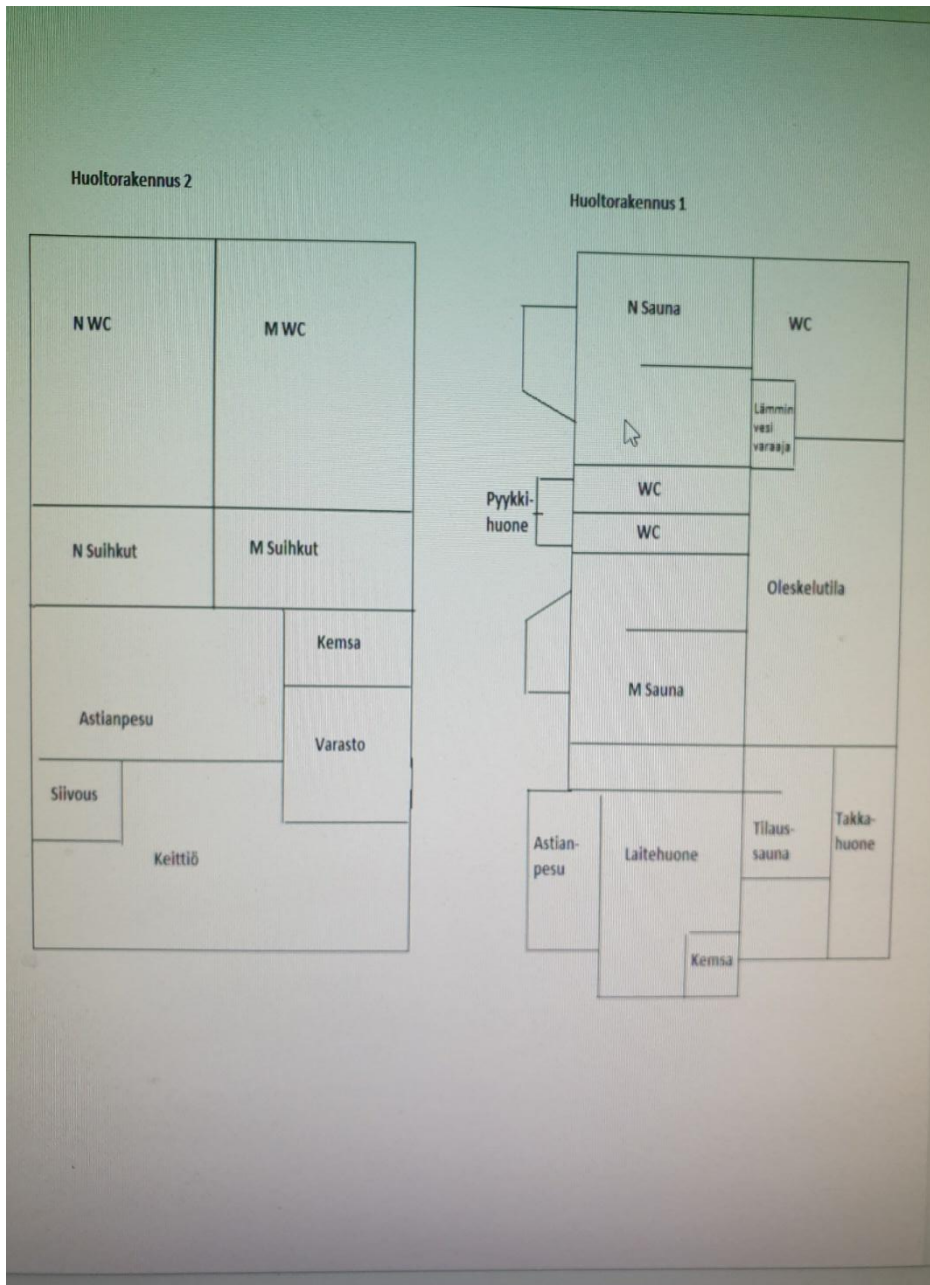 Huoltorakennus 2
N WC
M WC
N Suihkut
M Suihkut
Kemsa
Astianpesu
Varasto
Siivous
Keittiö
Huoltorakennus 1
N Sauna
WC
Lämmin
vesi
varaaja
Pyykki-
huone
WC
WC
Oleskelutila
M Sauna
Astian-
pesu
Laitehuone
Tilaus-
sauna
Takka-
huone
Kemsa